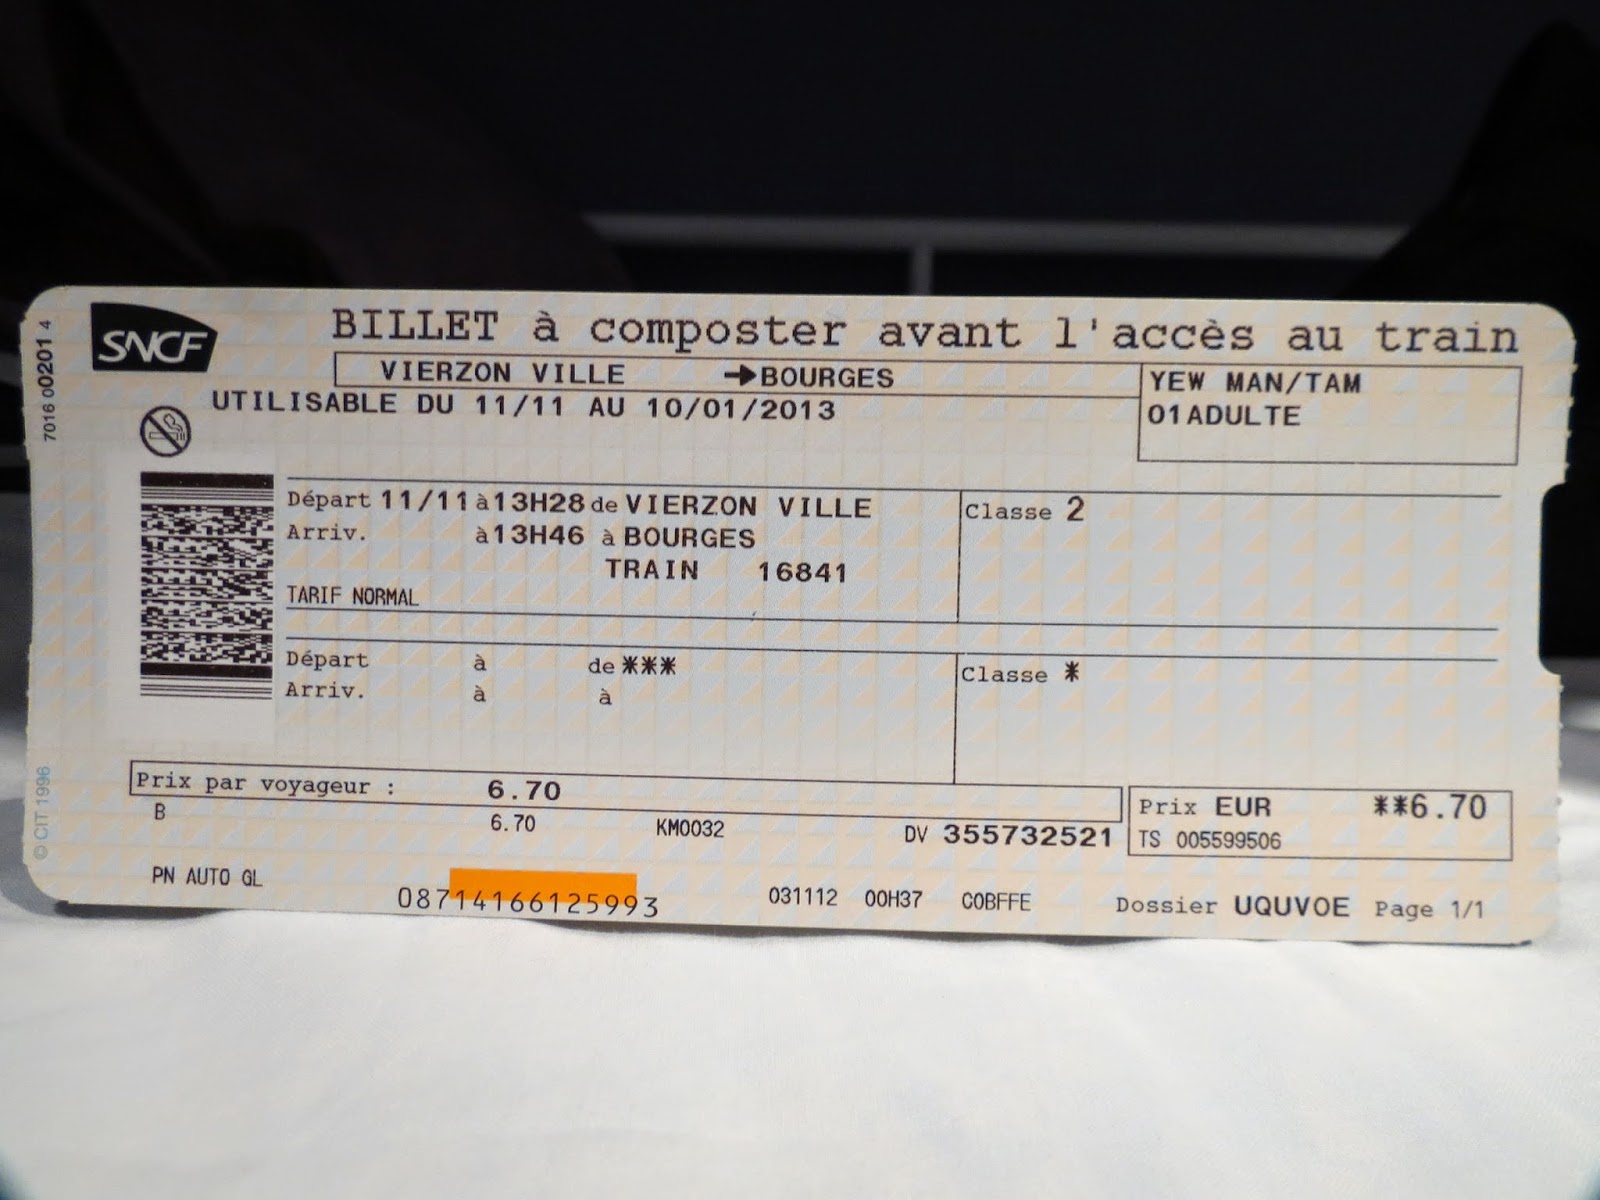 7016 00201 4
SNCF
BILLET à composter avant l'accès au train
VIERZON VILLE ➔BOURGES
YEW MAN/TAM
01ADULTE
UTILISABLE DU 11/11 AU 10/01/2013
Départ 11/11 à 13H28 de VIERZON VILLE
Classe 2
Arriv. à 13H46 à BOURGES
TRAIN 16841
TARIF NORMAL
Départ à de ***
Classe *
Arriv. à à
Prix par voyageur : 6.70
Prix EUR **6.70
B 6.70 KM0032 DV 355732521
TS 005599506
© CIT 1996
PN AUTO GL
08714166125993
031112 00H37 C0BFFE Dossier UQUVOE Page 1/1